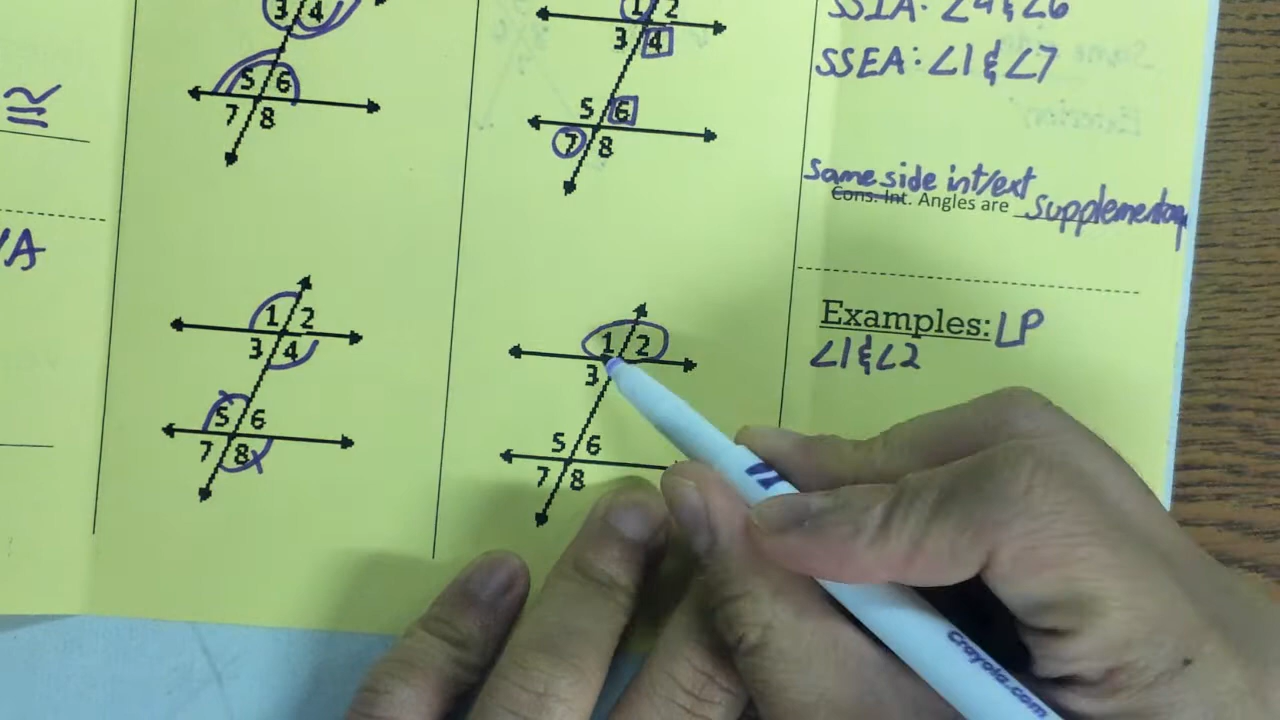 3 4
5 6
7 8
≅
/A
1 2
3 4
5 6
7 8
1 2
3 4
5 6
7 8
1 2
3
5 6
7 8
SSIA: ∠4 & ∠6
SSEA: ∠1 & ∠7
Same side int/ext
Cons. Int. Angles are supplementary
Examples: LP
∠1 & ∠2
Crayola.com